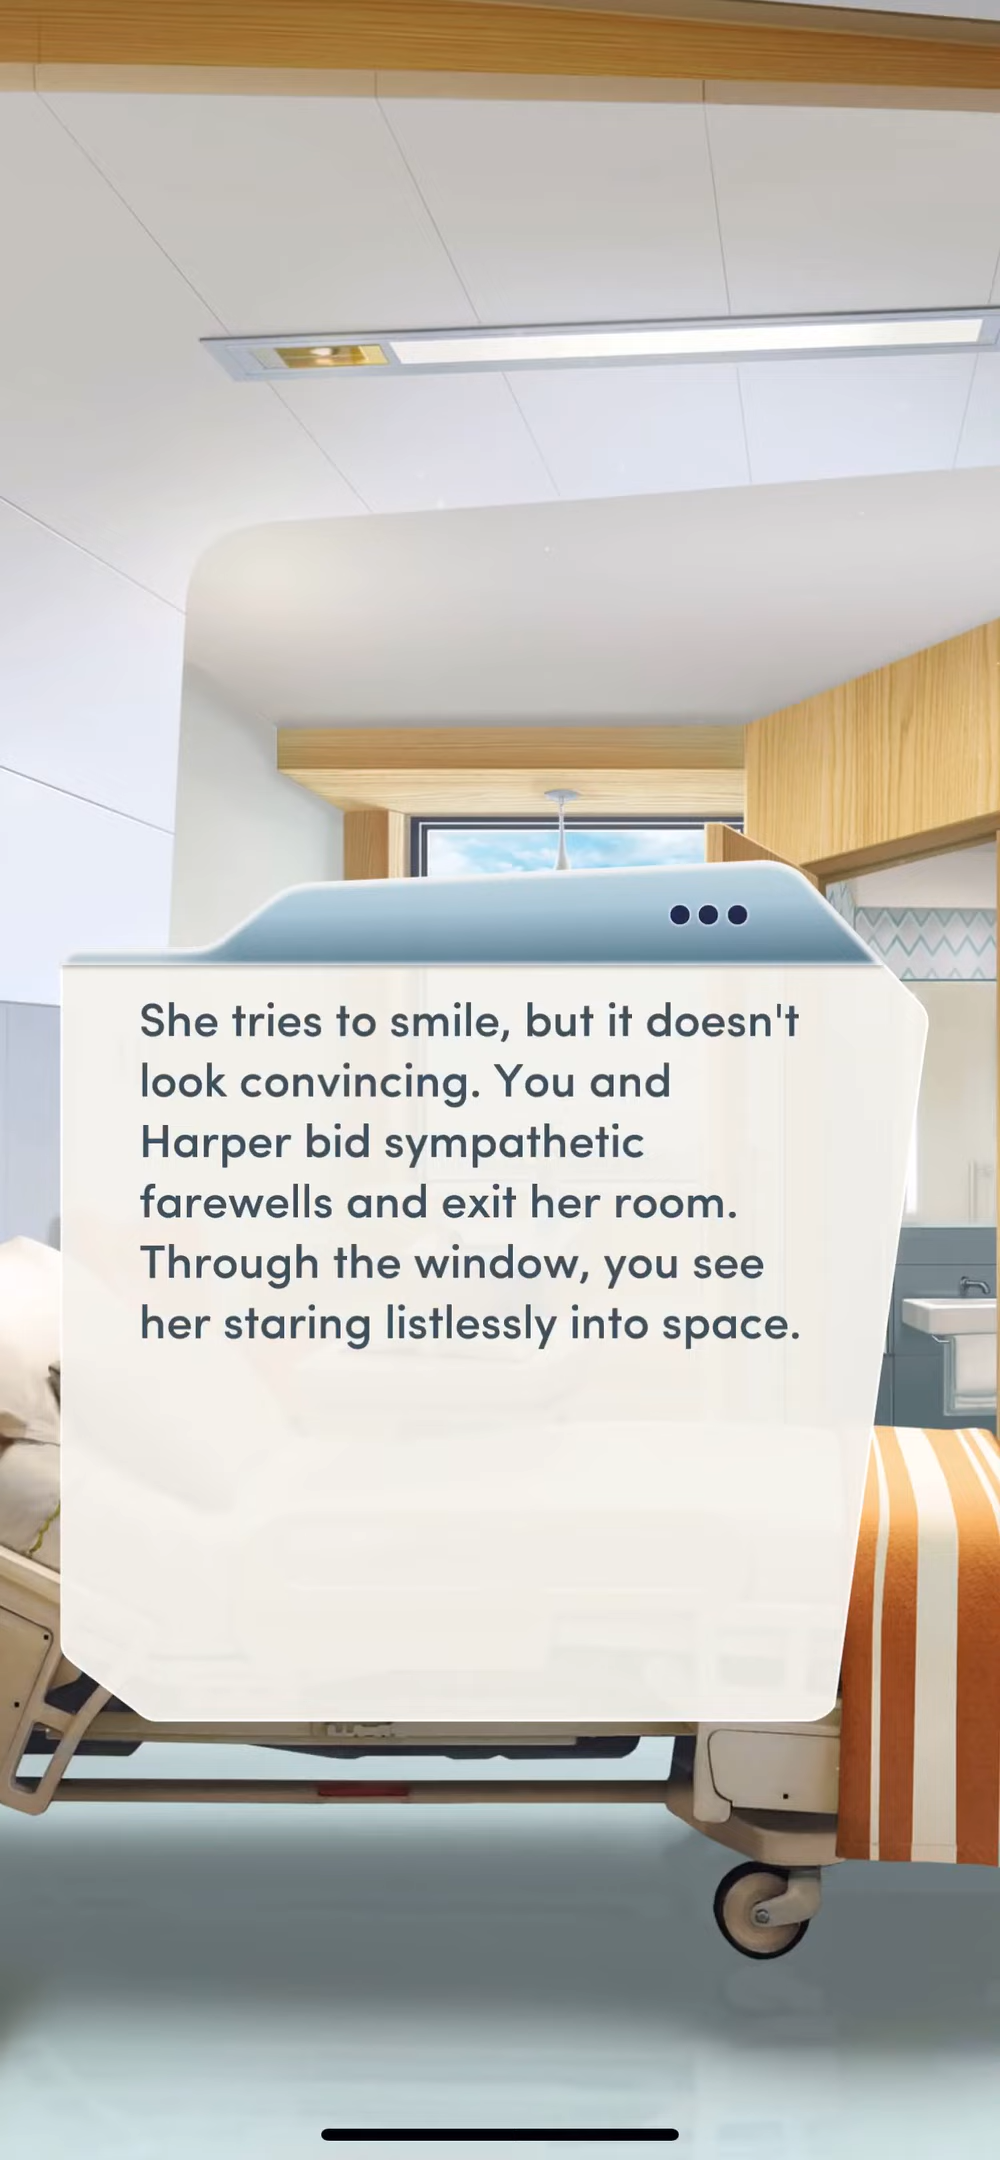 She tries to smile, but it doesn't
look convincing. You and
Harper bid sympathetic
farewells and exit her room.
Through the window, you see
her staring listlessly into space.